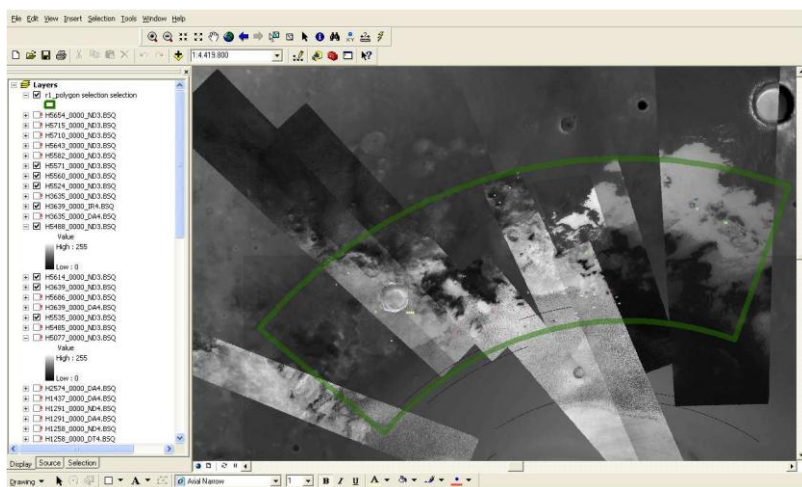 File Edit View Insert Selection Tools Window Help
1:4.419.800
Layers
r1_polygon selection selection
H5654_0000_ND3.BSQ
H5715_0000_ND3.BSQ
H5710_0000_ND3.BSQ
H5643_0000_ND3.BSQ
H5582_0000_ND3.BSQ
H5571_0000_ND3.BSQ
H5560_0000_ND3.BSQ
H5524_0000_ND3.BSQ
H3635_0000_ND3.BSQ
H3639_0000_IR4.BSQ
H3635_0000_DA4.BSQ
H5488_0000_ND3.BSQ
Value
High : 255
Low : 0
H5614_0000_ND3.BSQ
H3639_0000_ND3.BSQ
H5686_0000_ND3.BSQ
H3639_0000_DA4.BSQ
H5535_0000_ND3.BSQ
H5485_0000_ND3.BSQ
H5077_0000_ND3.BSQ
Value
High : 255
Low : 0
H2574_0000_DA4.BSQ
H1437_0000_DA4.BSQ
H1291_0000_ND4.BSQ
H1291_0000_DA4.BSQ
H1258_0000_ND4.BSQ
H1258_0000_DT4.BSQ
Display Source Selection
Drawing A Arial Narrow 1 B I U A